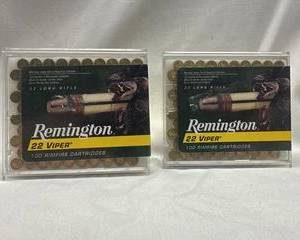 22 LONG RIFLE
Remington
22 VIPER
100 RIMFIRE CARTRIDGES
22 LONG RIFLE
Remington
22 VIPER
100 RIMFIRE CARTRIDGES